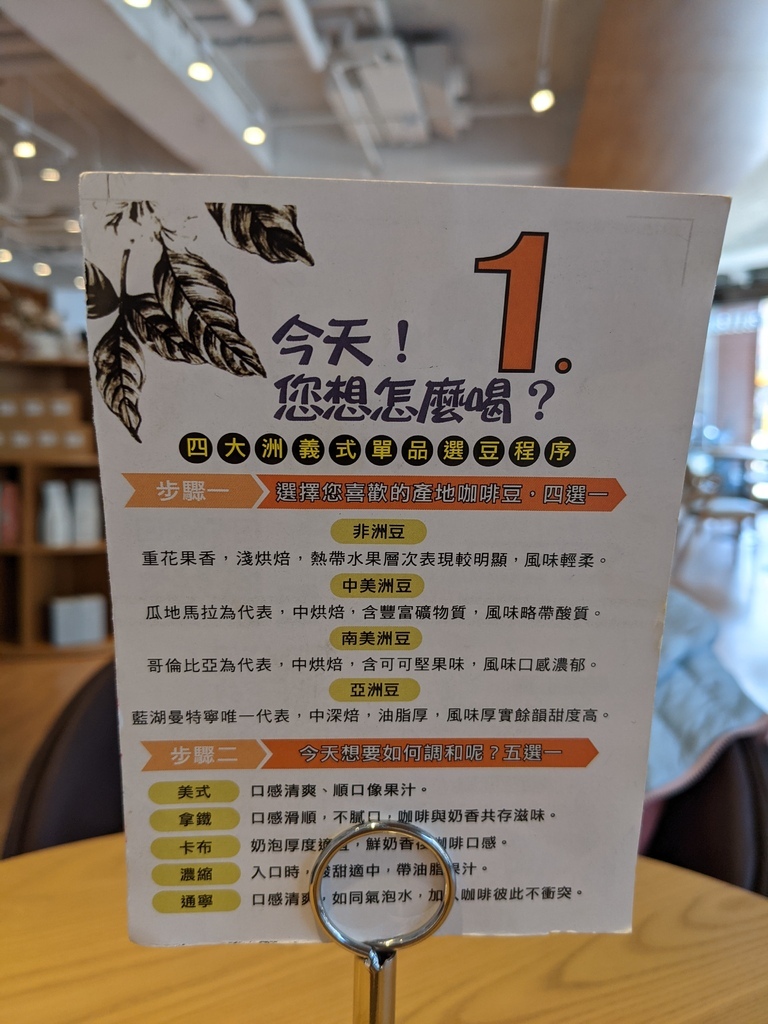 1.
今天！
您想怎麼喝？
四大洲義式單品選豆程序
步驟一 選擇您喜歡的產地咖啡豆，四選一
非洲豆
重花果香，淺烘焙，熱帶水果層次表現較明顯，風味輕柔。
中美洲豆
瓜地馬拉為代表，中烘焙，含豐富礦物質，風味略帶酸質。
南美洲豆
哥倫比亞為代表，中烘焙，含可可堅果味，風味口感濃郁。
亞洲豆
藍湖曼特寧唯一代表，中深焙，油脂厚，風味厚實餘韻甜度高。
步驟二 今天想要如何調和呢？五選一
美式 口感清爽、順口像果汁。
拿鐵 口感滑順，不膩口，咖啡與奶香共存滋味。
卡布 奶泡厚度適，鮮奶香咖啡口感。
濃縮 入口時，酸甜適中，帶油脂果汁。
通寧 口感清爽，如同氣泡水，加入咖啡彼此不衝突。